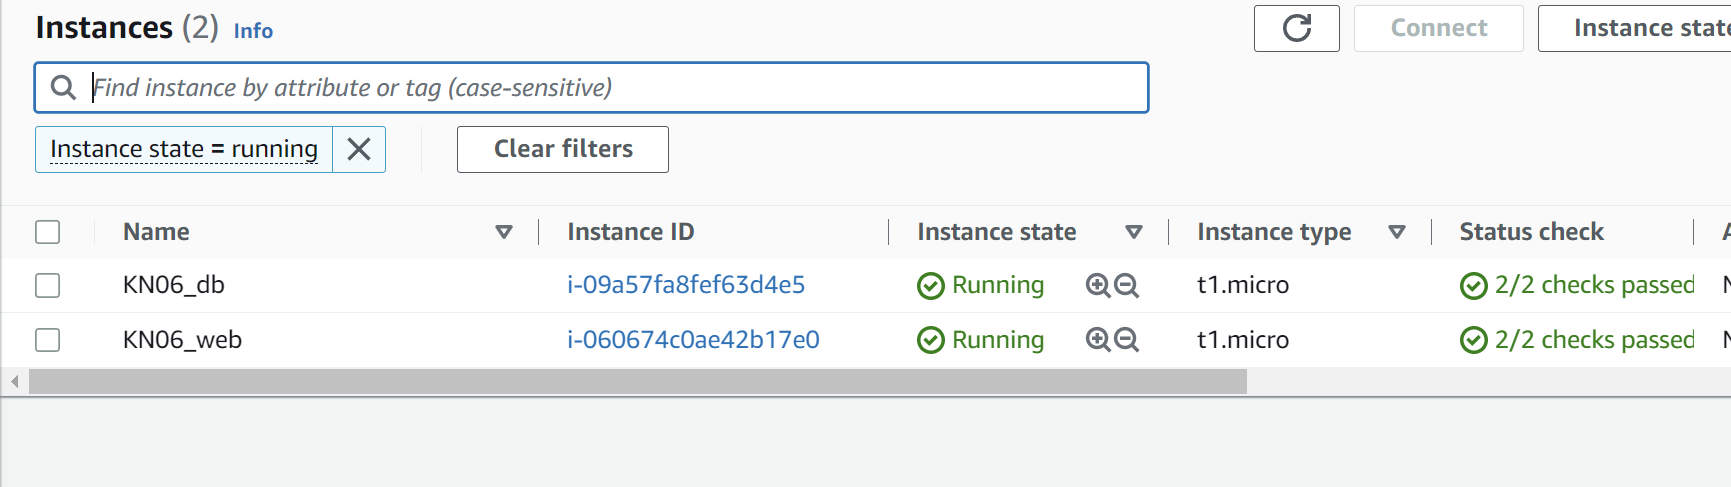 Instances (2) Info
Connect
Instance state
Find instance by attribute or tag (case-sensitive)
Instance state = running
Clear filters
Name Instance ID Instance state Instance type Status check
KN06_db i-09a57fa8fef63d4e5 Running t1.micro 2/2 checks passed
KN06_web i-060674c0ae42b17e0 Running t1.micro 2/2 checks passed